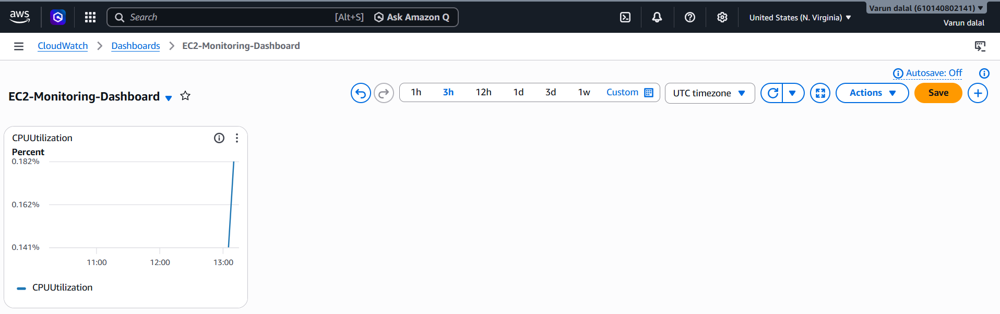 aws
Search [Alt+S] Ask Amazon Q
United States (N. Virginia)
Varun dalal (610140802141)
Varun dalal
CloudWatch Dashboards EC2-Monitoring-Dashboard
Autosave: Off
EC2-Monitoring-Dashboard
1h 3h 12h 1d 3d 1w Custom
UTC timezone
Actions
Save
CPUUtilization
Percent
0.182%
0.162%
0.141%
11:00 12:00 13:00
CPUUtilization